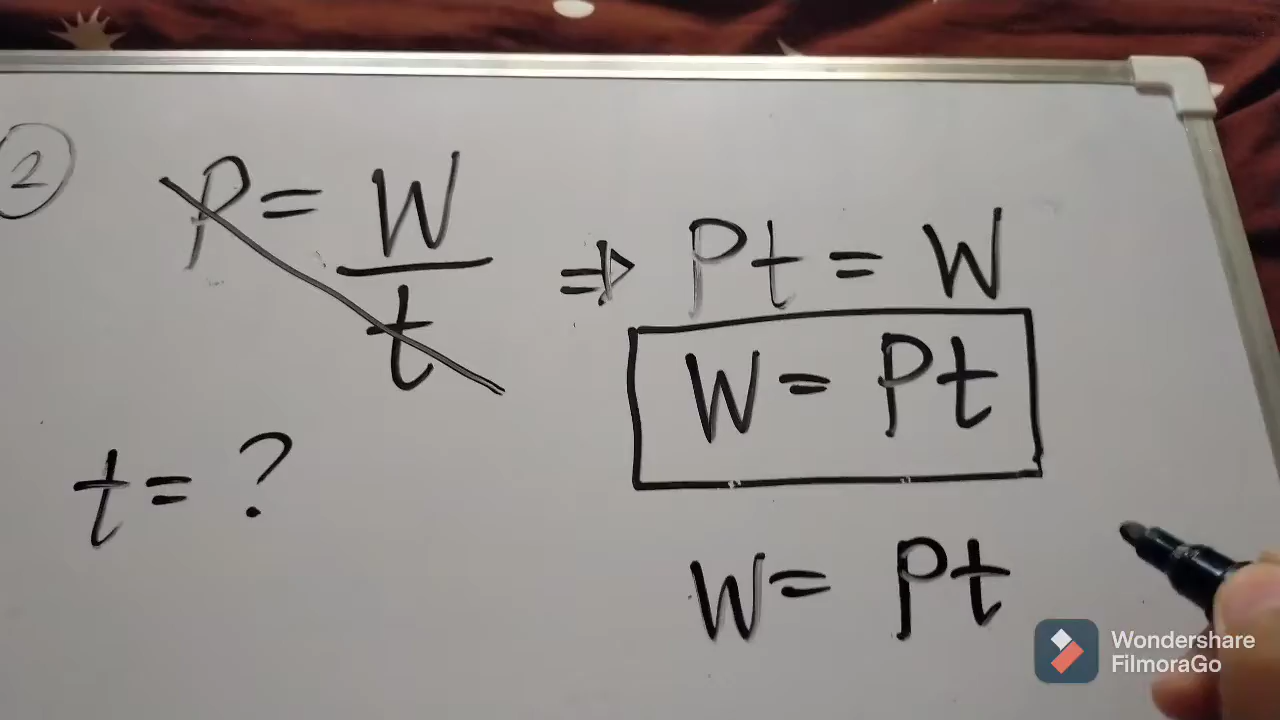 2
P = W/t ⇒ Pt = W
W = Pt
t = ?
W = Pt
Wondershare
FilmoraGo